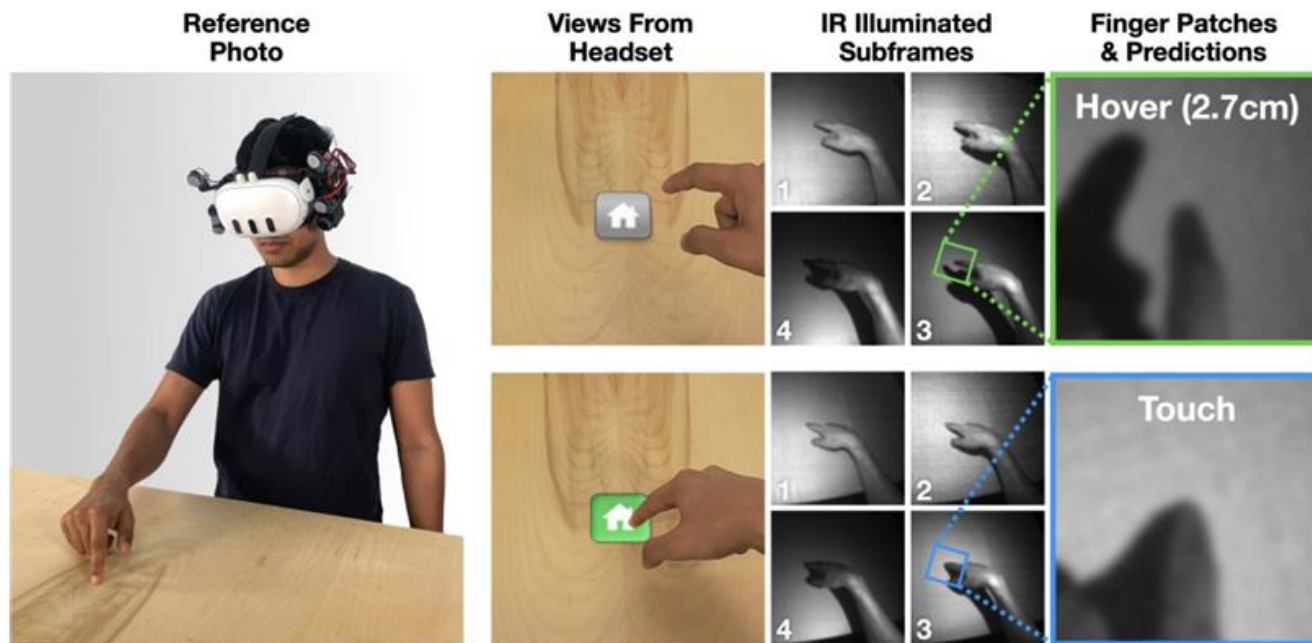 Reference
Photo
Views From
Headset
IR Illuminated
Subframes
Finger Patches
& Predictions
1
2
4
3
Hover (2.7cm)
1
2
4
3
Touch